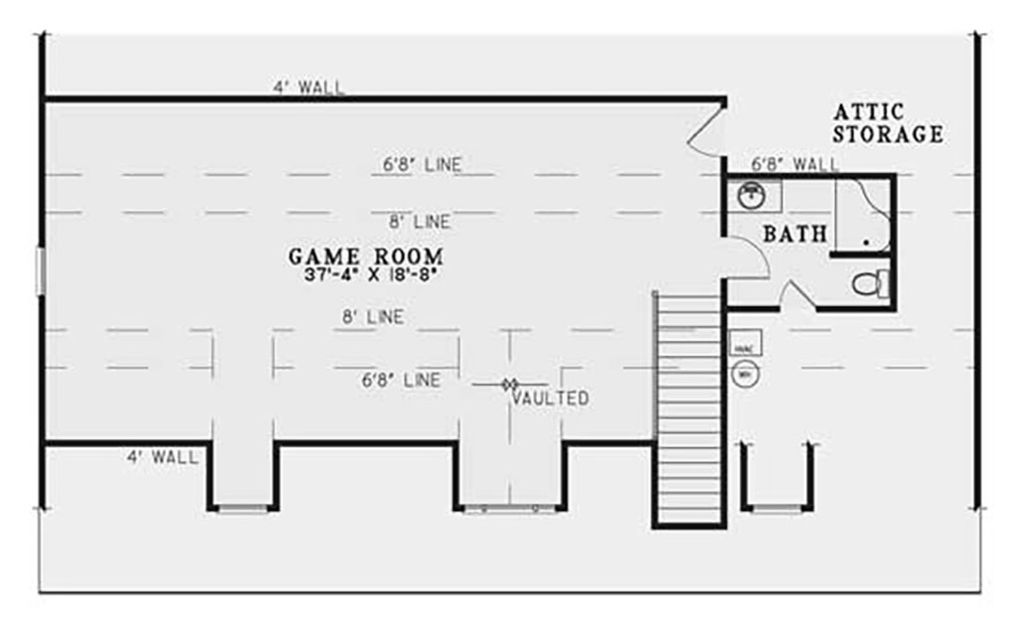 4' WALL
ATTIC
STORAGE
6'8" LINE
6'8" WALL
8' LINE
BATH
GAME ROOM
37'-4" X 18'-8"
8' LINE
HVAC
6'8" LINE
WH
VAULTED
4' WALL